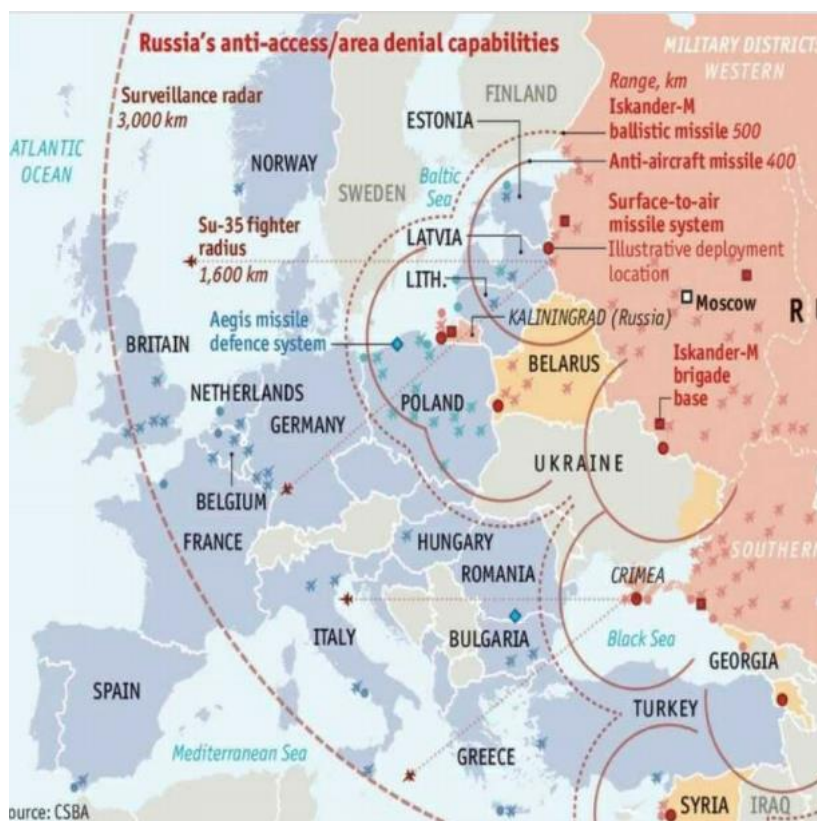 Russia's anti-access/area denial capabilities
MILITARY DISTRICTS
WESTERN
Surveillance radar
3,000 km
FINLAND
Range, km
Iskander-M
ballistic missile 500
ESTONIA
ATLANTIC
OCEAN
NORWAY
Anti-aircraft missile 400
SWEDEN
Baltic
Sea
Su-35 fighter
radius
1,600 km
LATVIA
Surface-to-air
missile system
Illustrative deployment
location
LITH.
Moscow
KALININGRAD (Russia)
Aegis missile
defence system
BRITAIN
BELARUS
Iskander-M
brigade
base
NETHERLANDS
GERMANY
POLAND
UKRAINE
BELGIUM
FRANCE
HUNGARY
SOUTHERN
ROMANIA
CRIMEA
ITALY
BULGARIA
Black Sea
GEORGIA
SPAIN
TURKEY
Mediterranean Sea
GREECE
SYRIA
IRAQ
ource: CSBA